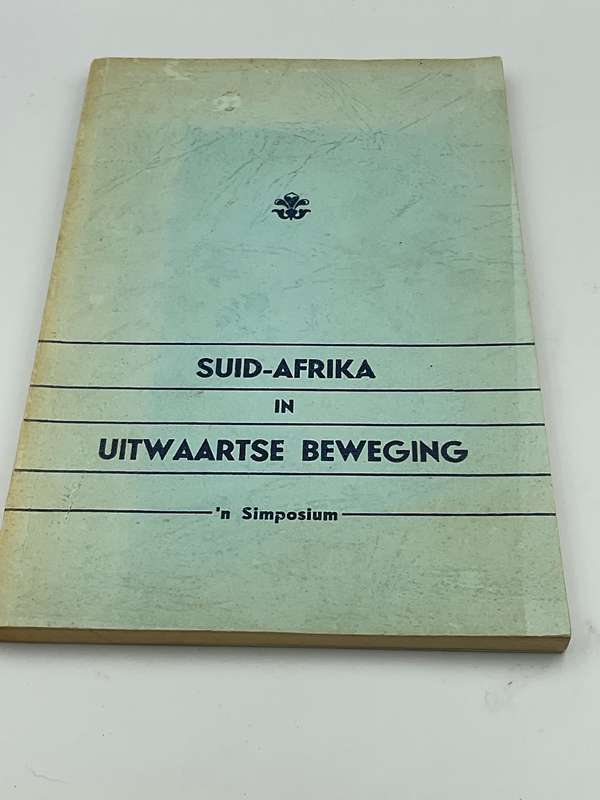 SUID-AFRIKA
IN
UITWAARTSE BEWEGING
'n Simposium